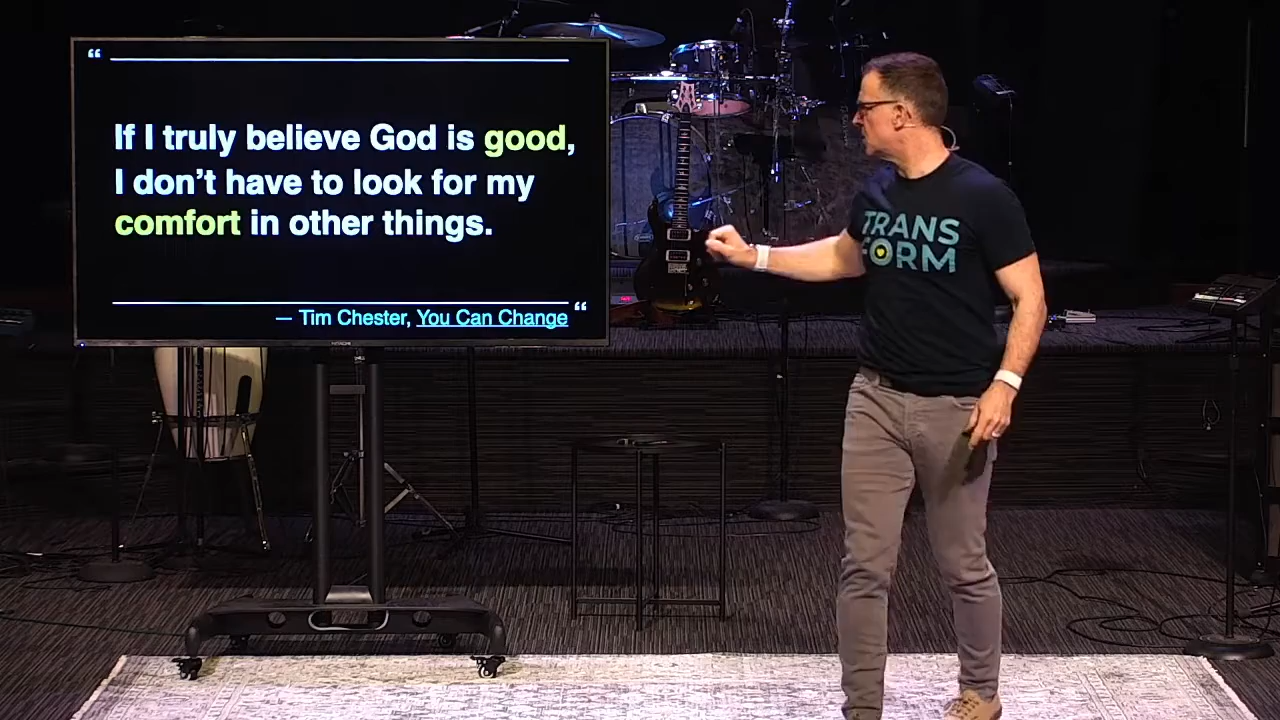 “
If I truly believe God is good,
I don’t have to look for my
comfort in other things.
“
— Tim Chester, You Can Change
TRANS
FORM
HITACHI